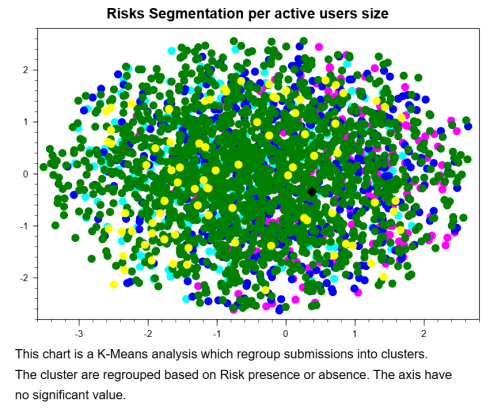 Risks Segmentation per active users size
2
1
0
-1
-2
-3 -2 -1 0 1 2
This chart is a K-Means analysis which regroup submissions into clusters.
The cluster are regrouped based on Risk presence or absence. The axis have
no significant value.